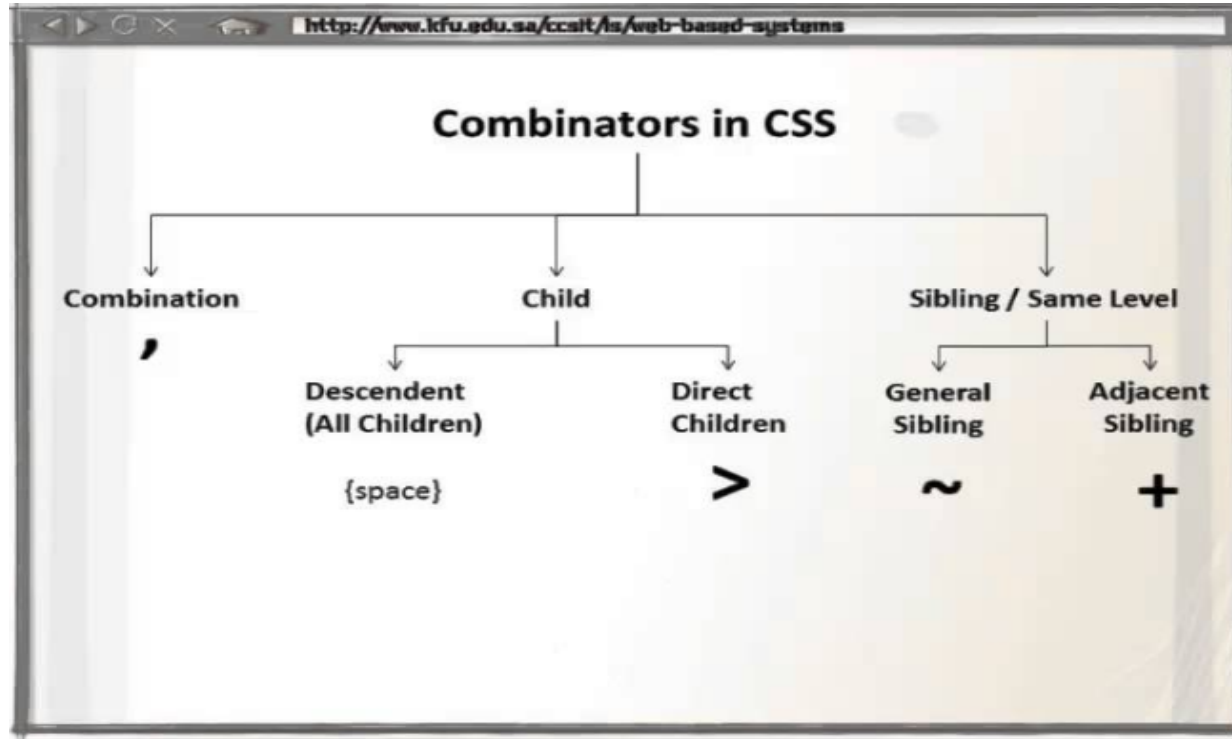 http://www.kfu.edu.sa/ccsit/is/web-based-systems
Combinators in CSS
Combination
,
Child
Sibling / Same Level
Descendent
(All Children)
{space}
Direct
Children
>
General
Sibling
~
Adjacent
Sibling
+